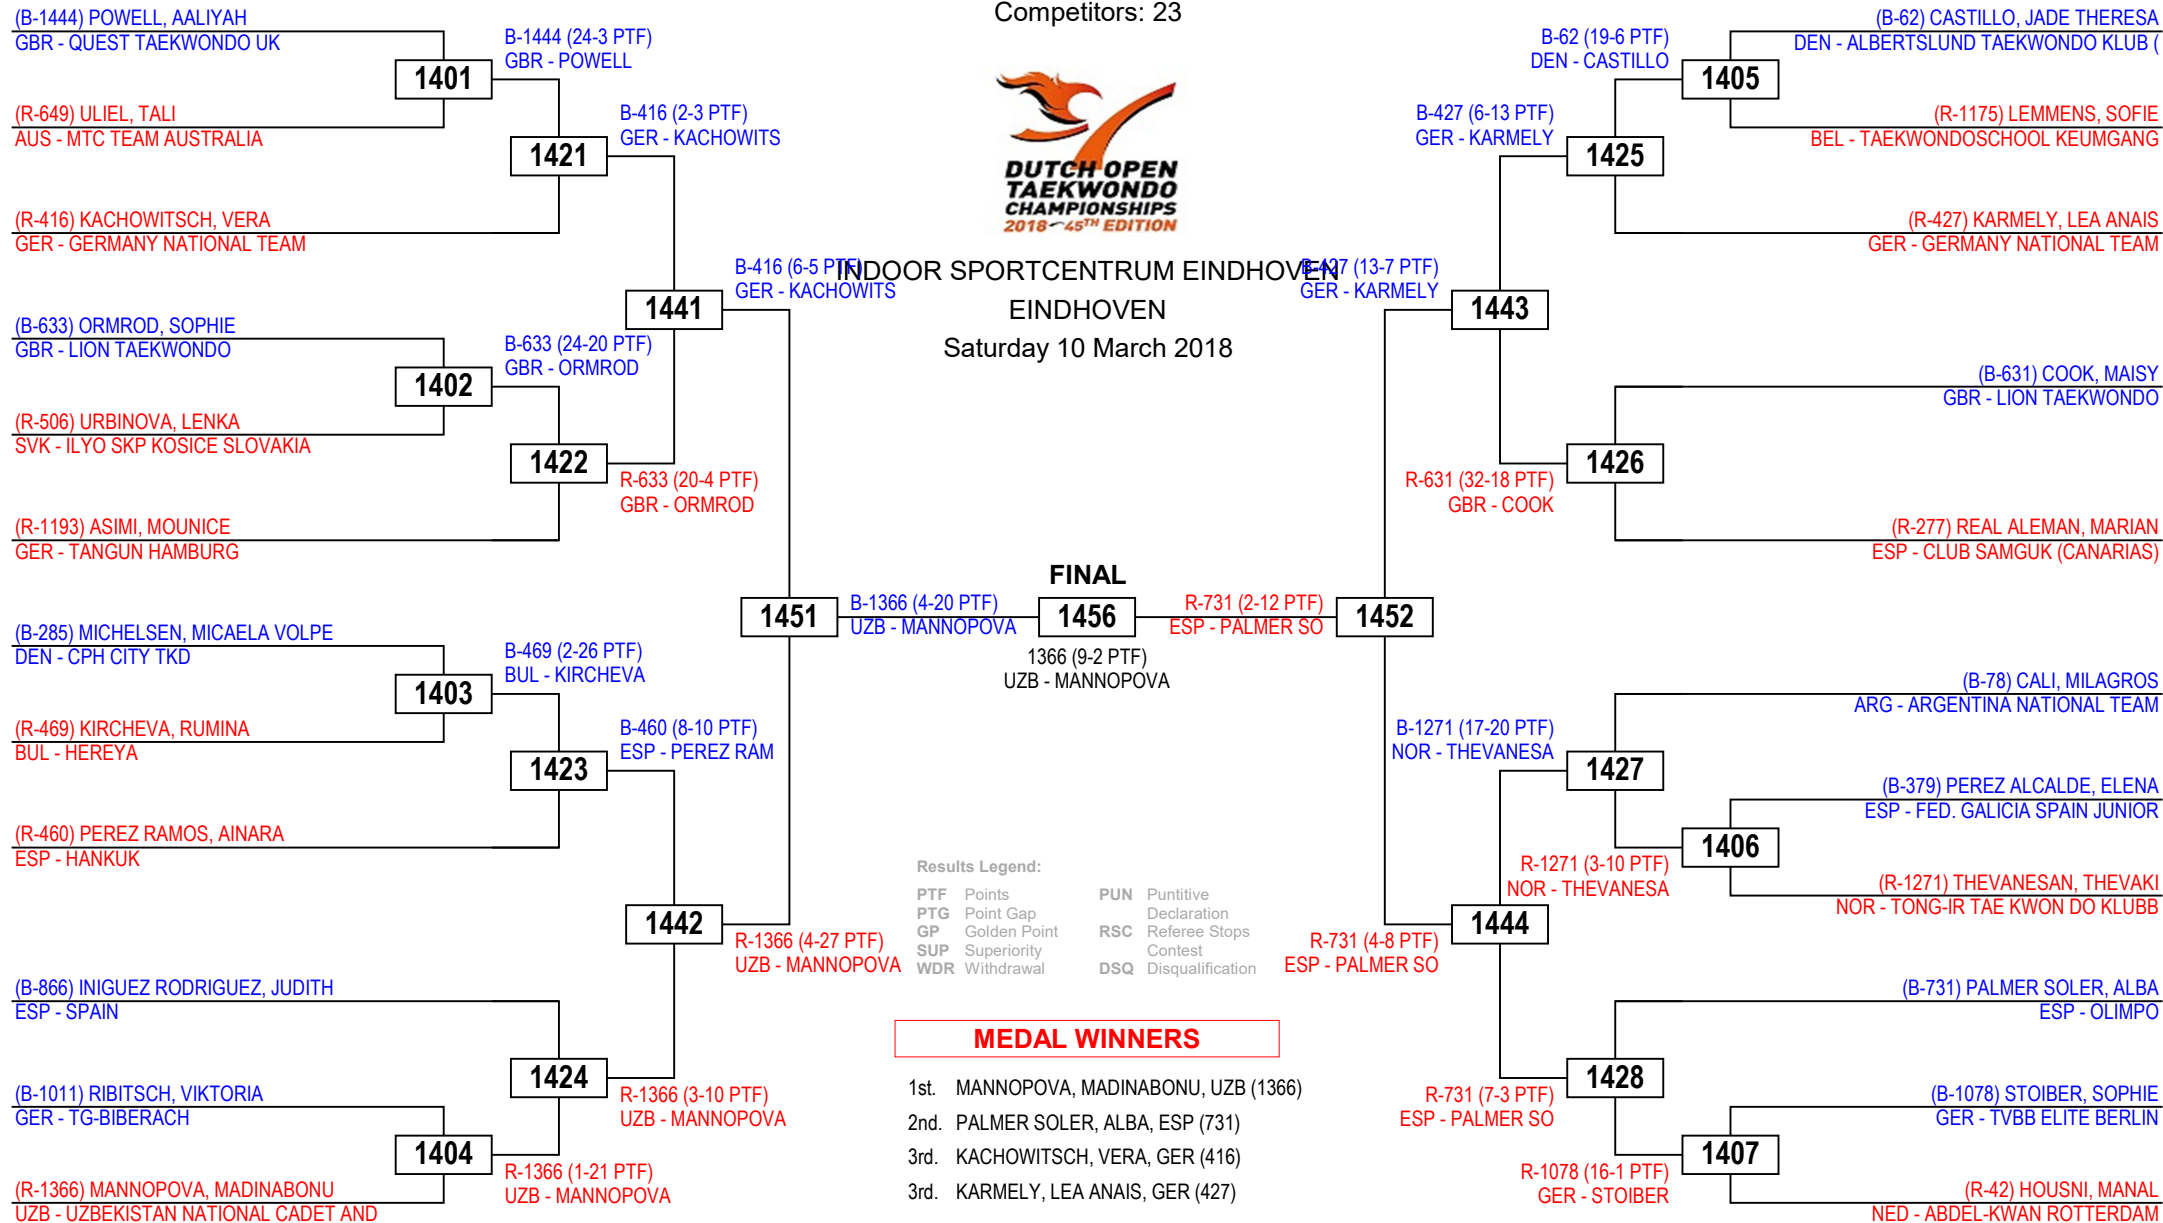 Competitors: 23
DUTCH OPEN
TAEKWONDO
CHAMPIONSHIPS
2018 - 45TH EDITION
INDOOR SPORTCENTRUM EINDHOVEN
EINDHOVEN
Saturday 10 March 2018
(B-1444) POWELL, AALIYAH
GBR - QUEST TAEKWONDO UK
1401
(R-649) ULIEL, TALI
AUS - MTC TEAM AUSTRALIA
B-1444 (24-3 PTF)
GBR - POWELL
1421
(R-416) KACHOWITSCH, VERA
GER - GERMANY NATIONAL TEAM
B-416 (2-3 PTF)
GER - KACHOWITS
1441
B-416 (6-5 PTF)
GER - KACHOWITS
(B-633) ORMROD, SOPHIE
GBR - LION TAEKWONDO
1402
(R-506) URBINOVA, LENKA
SVK - ILYO SKP KOSICE SLOVAKIA
B-633 (24-20 PTF)
GBR - ORMROD
1422
R-633 (20-4 PTF)
GBR - ORMROD
(R-1193) ASIMI, MOUNICE
GER - TANGUN HAMBURG
1451
B-1366 (4-20 PTF)
UZB - MANNOPOVA
(B-285) MICHELSEN, MICAELA VOLPE
DEN - CPH CITY TKD
1403
(R-469) KIRCHEVA, RUMINA
BUL - HEREYA
B-469 (2-26 PTF)
BUL - KIRCHEVA
1423
B-460 (8-10 PTF)
ESP - PEREZ RAM
(R-460) PEREZ RAMOS, AINARA
ESP - HANKUK
1442
R-1366 (4-27 PTF)
UZB - MANNOPOVA
(B-866) INIGUEZ RODRIGUEZ, JUDITH
ESP - SPAIN
1424
R-1366 (3-10 PTF)
UZB - MANNOPOVA
(B-1011) RIBITSCH, VIKTORIA
GER - TG-BIBERACH
1404
R-1366 (1-21 PTF)
UZB - MANNOPOVA
(R-1366) MANNOPOVA, MADINABONU
UZB - UZBEKISTAN NATIONAL CADET AND
FINAL
1456
1366 (9-2 PTF)
UZB - MANNOPOVA
(B-62) CASTILLO, JADE THERESA
DEN - ALBERTSLUND TAEKWONDO KLUB (
1405
(R-1175) LEMMENS, SOFIE
BEL - TAEKWONDOSCHOOL KEUMGANG
B-62 (19-6 PTF)
DEN - CASTILLO
1425
B-427 (6-13 PTF)
GER - KARMELY
(R-427) KARMELY, LEA ANAIS
GER - GERMANY NATIONAL TEAM
1443
B-427 (13-7 PTF)
GER - KARMELY
(B-631) COOK, MAISY
GBR - LION TAEKWONDO
1426
R-631 (32-18 PTF)
GBR - COOK
(R-277) REAL ALEMAN, MARIAN
ESP - CLUB SAMGUK (CANARIAS)
1452
R-731 (2-12 PTF)
ESP - PALMER SO
(B-78) CALI, MILAGROS
ARG - ARGENTINA NATIONAL TEAM
1427
B-1271 (17-20 PTF)
NOR - THEVANESA
(B-379) PEREZ ALCALDE, ELENA
ESP - FED. GALICIA SPAIN JUNIOR
1406
R-1271 (3-10 PTF)
NOR - THEVANESA
(R-1271) THEVANESAN, THEVAKI
NOR - TONG-IR TAE KWON DO KLUBB
1444
R-731 (4-8 PTF)
ESP - PALMER SO
(B-731) PALMER SOLER, ALBA
ESP - OLIMPO
1428
R-731 (7-3 PTF)
ESP - PALMER SO
(B-1078) STOIBER, SOPHIE
GER - TVBB ELITE BERLIN
1407
R-1078 (16-1 PTF)
GER - STOIBER
(R-42) HOUSNI, MANAL
NED - ABDEL-KWAN ROTTERDAM
Results Legend:
PTF Points PUN Puntitive
PTG Point Gap Declaration
GP Golden Point RSC Referee Stops
SUP Superiority Contest
WDR Withdrawal DSQ Disqualification
MEDAL WINNERS
1st. MANNOPOVA, MADINABONU, UZB (1366)
2nd. PALMER SOLER, ALBA, ESP (731)
3rd. KACHOWITSCH, VERA, GER (416)
3rd. KARMELY, LEA ANAIS, GER (427)